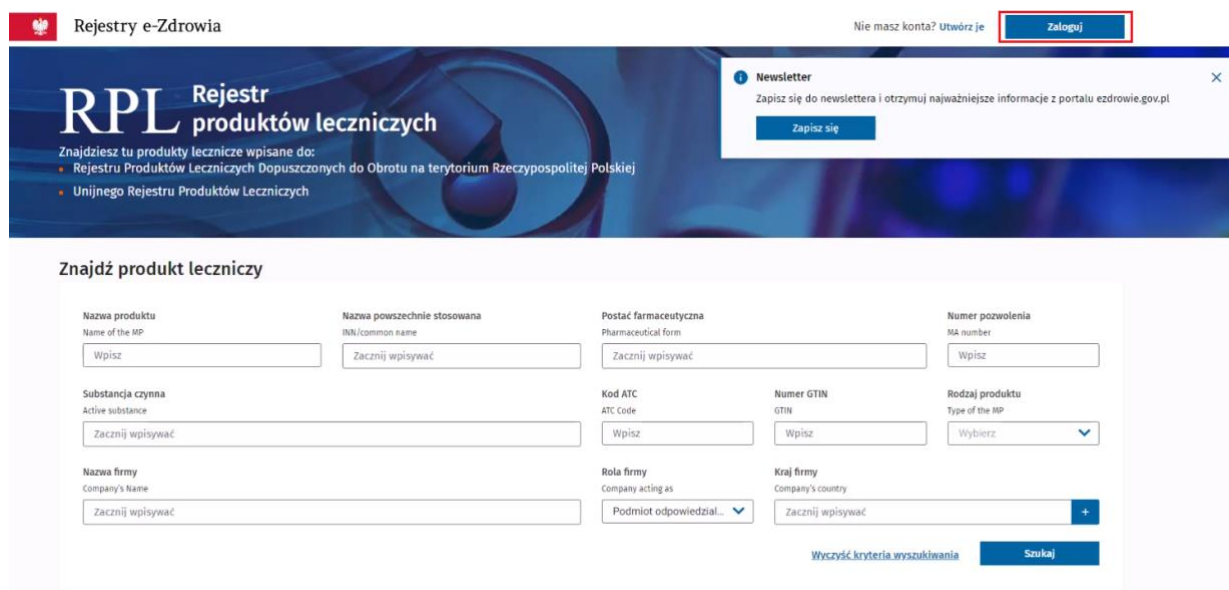 Rejestry e-Zdrowia
Nie masz konta? Utwórz je
Zaloguj
RPL Rejestr
produktów leczniczych
Znajdziesz tu produkty lecznicze wpisane do:
Rejestru Produktów Leczniczych Dopuszczonych do Obrotu na terytorium Rzeczypospolitej Polskiej
Unijnego Rejestru Produktów Leczniczych
Newsletter
Zapisz się do newslettera i otrzymuj najważniejsze informacje z portalu ezdrowie.gov.pl
Zapisz się
Znajdź produkt leczniczy
Nazwa produktu
Name of the MP
Wpisz
Nazwa powszechnie stosowana
INN/common name
Zacznij wpisywać
Postać farmaceutyczna
Pharmaceutical form
Zacznij wpisywać
Numer pozwolenia
MA number
Wpisz
Substancja czynna
Active substance
Zacznij wpisywać
Kod ATC
ATC Code
Wpisz
Numer GTIN
GTIN
Wpisz
Rodzaj produktu
Type of the MP
Wybierz
Nazwa firmy
Company's Name
Zacznij wpisywać
Rola firmy
Company acting as
Podmiot odpowiedzial...
Kraj firmy
Company's country
Zacznij wpisywać
+
Wyczyść kryteria wyszukiwania
Szukaj